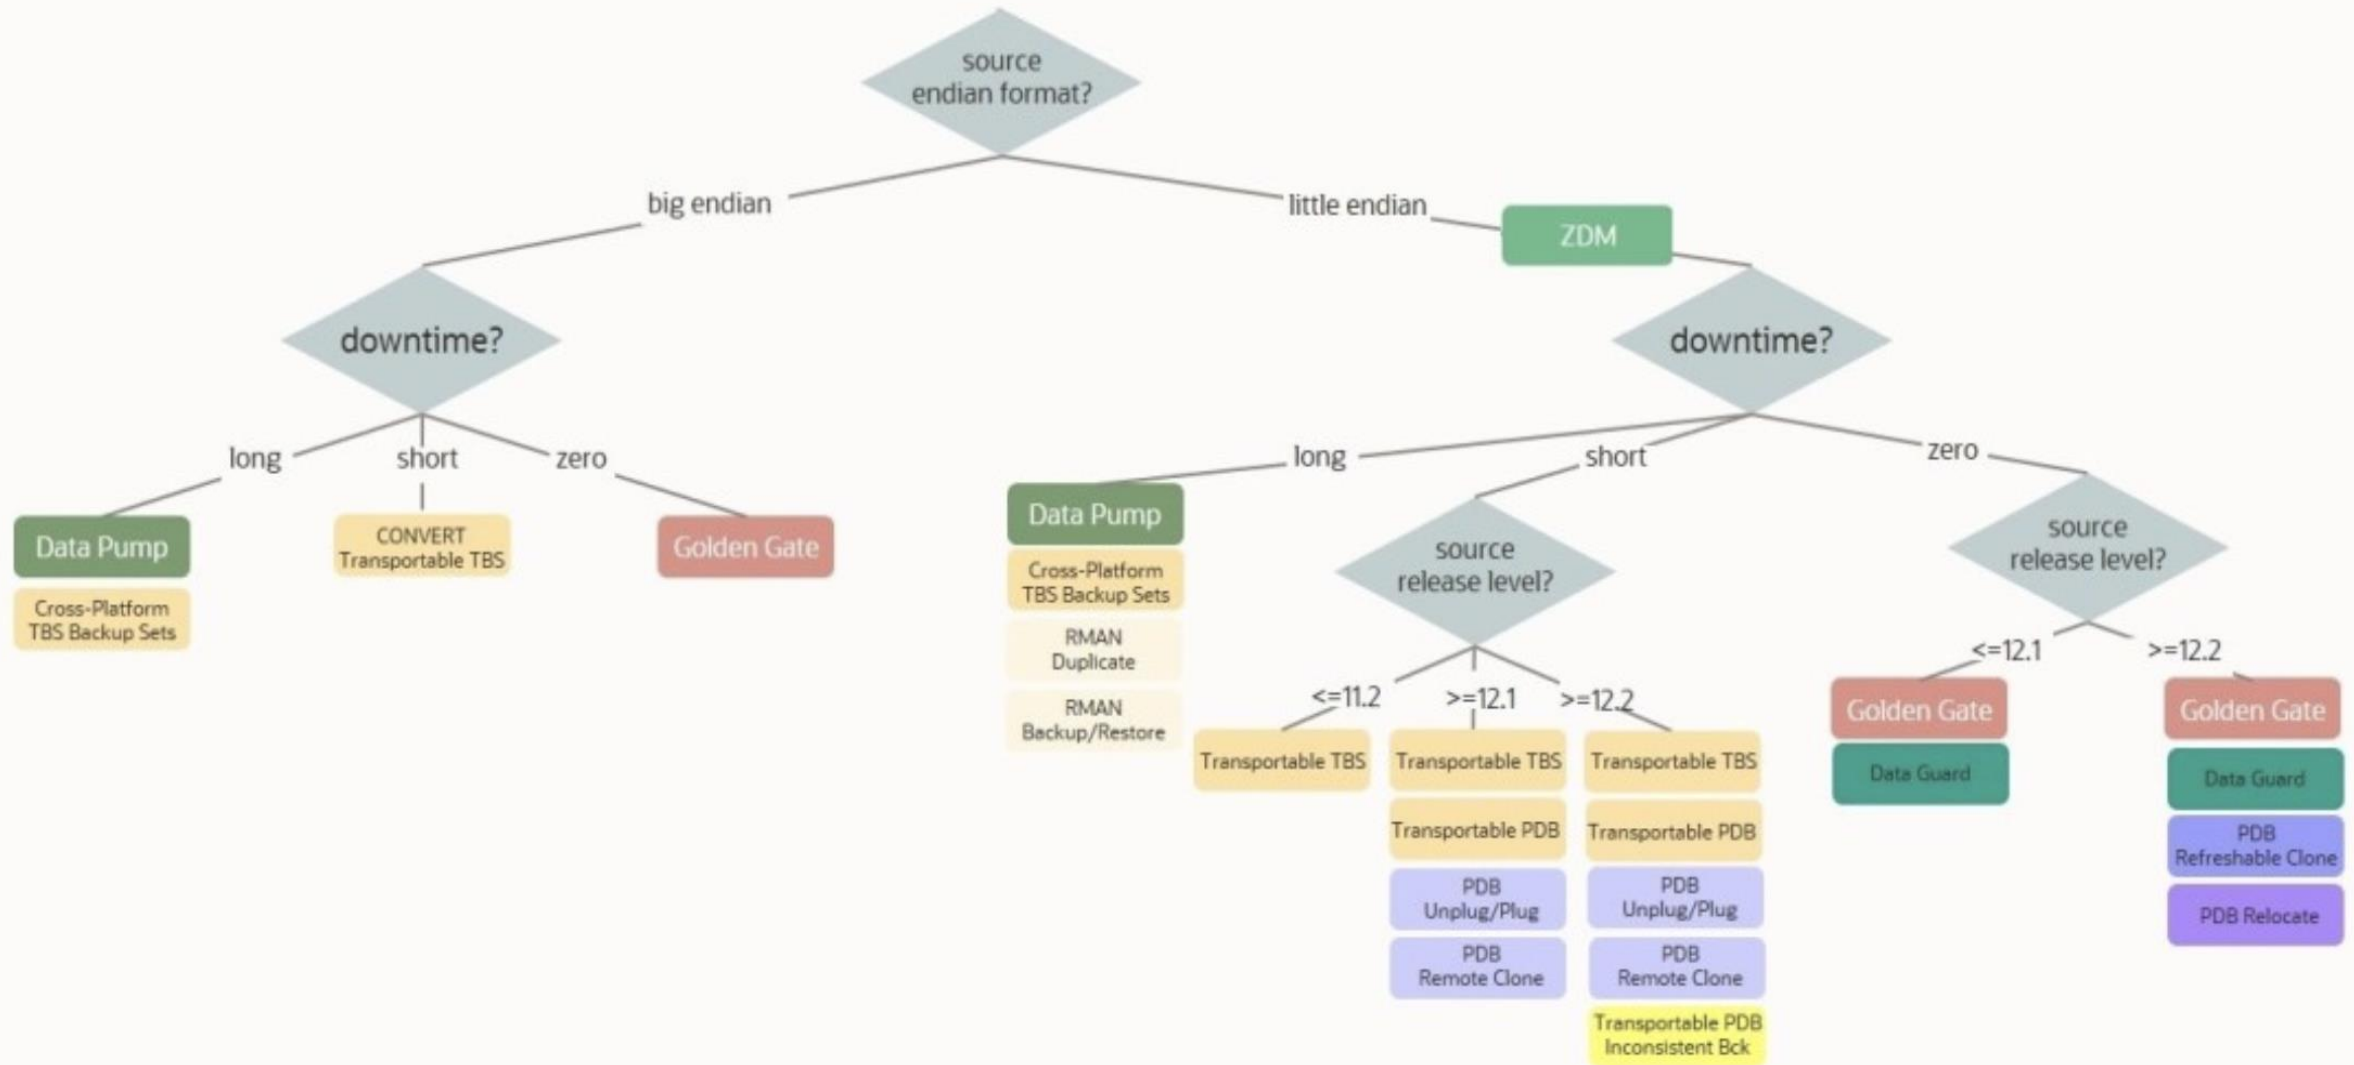 source
endian format?
big endian
little endian
ZDM
downtime?
downtime?
long
short
zero
long
short
zero
Data Pump
Cross-Platform
TBS Backup Sets
CONVERT
Transportable TBS
Golden Gate
Data Pump
Cross-Platform
TBS Backup Sets
RMAN
Duplicate
RMAN
Backup/Restore
source
release level?
<=11.2
>=12.1
>=12.2
Transportable TBS
Transportable TBS
Transportable PDB
PDB
Unplug/Plug
PDB
Remote Clone
Transportable TBS
Transportable PDB
PDB
Unplug/Plug
PDB
Remote Clone
Transportable PDB
Inconsistent Bck
source
release level?
<=12.1
>=12.2
Golden Gate
Data Guard
Golden Gate
Data Guard
PDB
Refreshable Clone
PDB Relocate